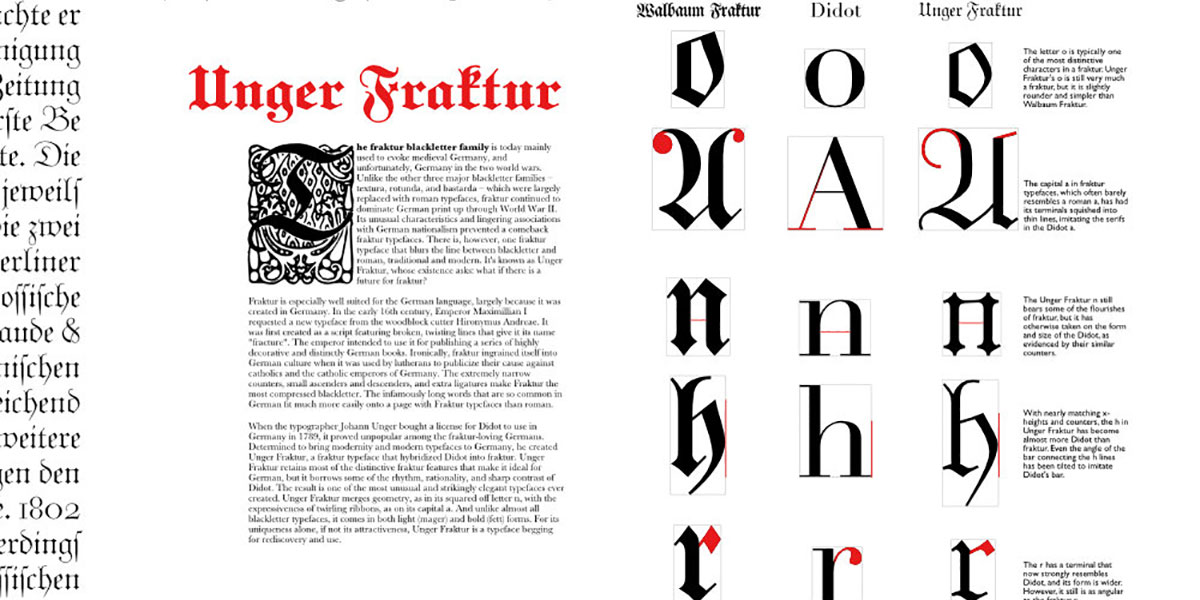 chte er
nigung
Zeitung
rſte Be
te. Die
jeweilſ
ie zwei
erliner
oſſiſche
aude &
niſchen
eichend
weitere
gen den
e. 1802
erdingſ
ſſiſchen
Unger Fraktur
The fraktur blackletter family is today mainly
used to evoke medieval Germany, and
unfortunately, Germany in the two world wars.
Unlike the other three major blackletter families –
textura, rotunda, and bastarda – which were largely
replaced with roman typefaces, fraktur continued to
dominate German print up through World War II.
Its unusual characteristics and lingering associations
with German nationalism prevented a comeback
fraktur typefaces. There is, however, one fraktur
typeface that blurs the line between blackletter and
roman, traditional and modern. It's known as Unger
Fraktur, whose existence asks: what if there is a
future for fraktur?
Fraktur is especially well suited for the German language, largely because it was
created in Germany. In the early 16th century, Emperor Maximillian I
requested a new typeface from the woodblock cutter Hironymus Andreae. It
was first created as a script featuring broken, twisting lines that give it its name
"fracture". The emperor intended to use it for publishing a series of highly
decorative and distinctly German books. Ironically, fraktur ingrained itself into
German culture when it was used by lutherans to publicize their cause against
catholics and the catholic emperors of Germany. The extremely narrow
counters, small ascenders and descenders, and extra ligatures make Fraktur the
most compressed blackletter. The infamously long words that are so common in
German fit much more easily onto a page with Fraktur typefaces than roman.
When the typographer Johann Unger bought a license for Didot to use in
Germany in 1789, it proved unpopular among the fraktur-loving Germans.
Determined to bring modernity and modern typefaces to Germany, he created
Unger Fraktur, a fraktur typeface that hybridized Didot into fraktur. Unger
Fraktur retains most of the distinctive fraktur features that make it ideal for
German, but it borrows some of the rhythm, rationality, and sharp contrast of
Didot. The result is one of the most unusual and strikingly elegant typefaces ever
created. Unger Fraktur merges geometry, as in its squared off letter n, with the
expressiveness of twirling ribbons, as on its capital a. And unlike almost all
blackletter typefaces, it comes in both light (mager) and bold (fett) forms. For its
uniqueness alone, if not its attractiveness, Unger Fraktur is a typeface begging
for rediscovery and use.
Walbaum Fraktur Didot Unger Fraktur
o o o
The letter o is typically one
of the most distinctive
characters in a fraktur. Unger
Fraktur's o is still very much
a fraktur, but it is slightly
rounder and simpler than
Walbaum Fraktur.
A A A
The capital a in fraktur
typefaces, which often barely
resembles a roman a, has had
its terminals squished into
thin lines, imitating the serifs
in the Didot a.
n n n
The Unger Fraktur n still
bears some of the flourishes
of fraktur, but it has
otherwise taken on the form
and size of the Didot, as
evidenced by their similar
counters.
h h h
With nearly matching x-
heights and counters, the h in
Unger Fraktur has become
almost more Didot than
fraktur. Even the angle of the
bar connecting the h lines
has been tilted to imitate
Didot's bar.
r r r
The r has a terminal that
now strongly resembles
Didot, and its form is wider.
However, it still is as angular